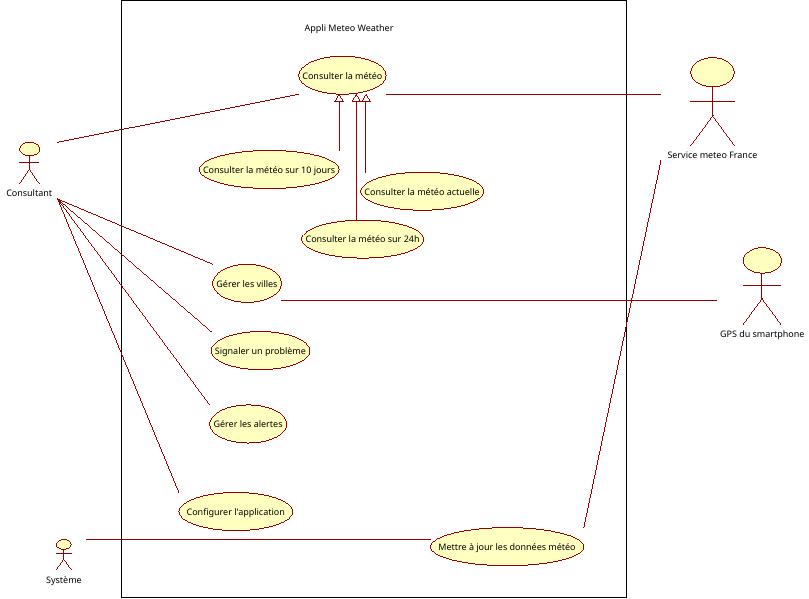 Appli Meteo Weather
Consulter la météo
Service meteo France
Consulter la météo sur 10 jours
Consultant
Consulter la météo actuelle
Consulter la météo sur 24h
Gérer les villes
GPS du smartphone
Signaler un problème
Gérer les alertes
Configurer l'application
Mettre à jour les données météo
Système